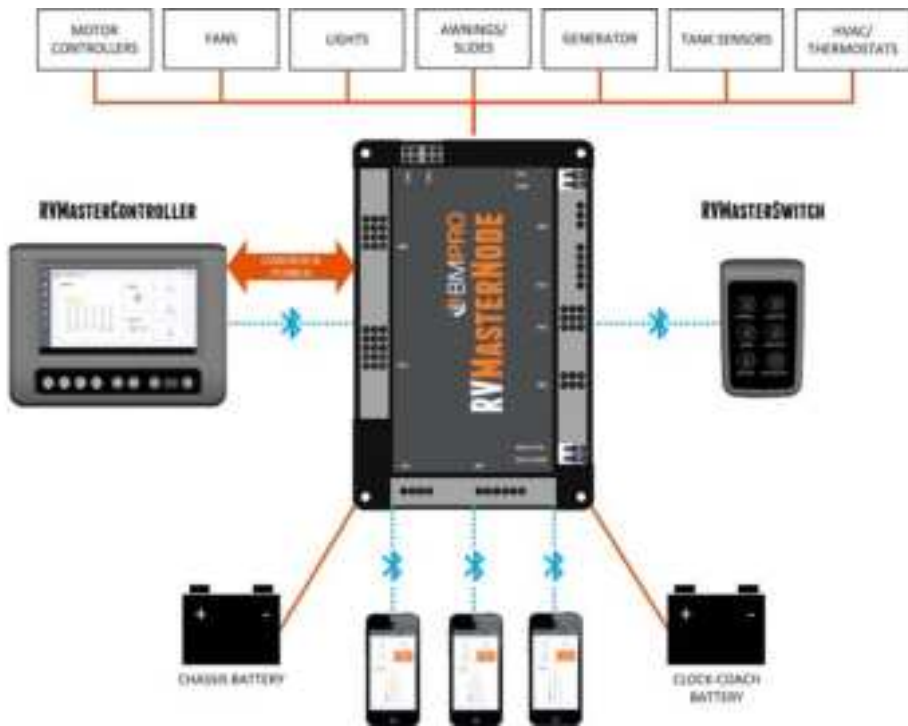 MOTOR
CONTROLLERS
FANS
LIGHTS
AWNINGS/
SLIDES
GENERATOR
TANK SENSORS
HVAC/
THERMOSTATS
RVMASTERCONTROLLER
RVMASTERSWITCH
BMPRO
RVMASTERNODE
CHASSIS BATTERY
CLOCK-COACH
BATTERY